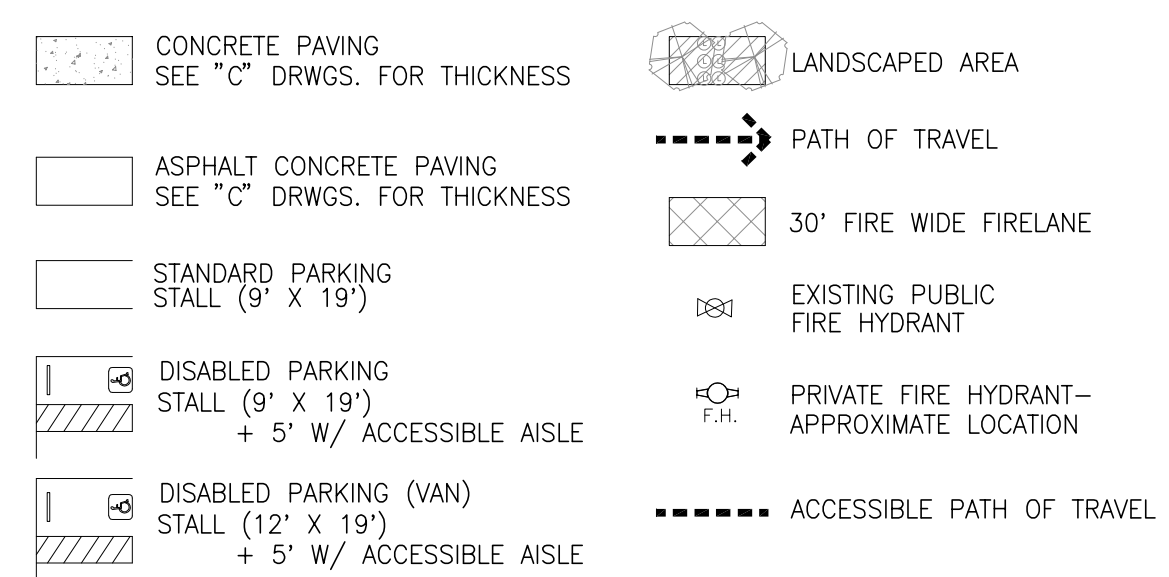 CONCRETE PAVING
SEE "C" DRWGS. FOR THICKNESS
ASPHALT CONCRETE PAVING
SEE "C" DRWGS. FOR THICKNESS
STANDARD PARKING
STALL (9' X 19')
DISABLED PARKING
STALL (9' X 19')
+ 5' W/ ACCESSIBLE AISLE
DISABLED PARKING (VAN)
STALL (12' X 19')
+ 5' W/ ACCESSIBLE AISLE
LANDSCAPED AREA
PATH OF TRAVEL
30' FIRE WIDE FIRELANE
EXISTING PUBLIC
FIRE HYDRANT
F.H.
PRIVATE FIRE HYDRANT–
APPROXIMATE LOCATION
ACCESSIBLE PATH OF TRAVEL